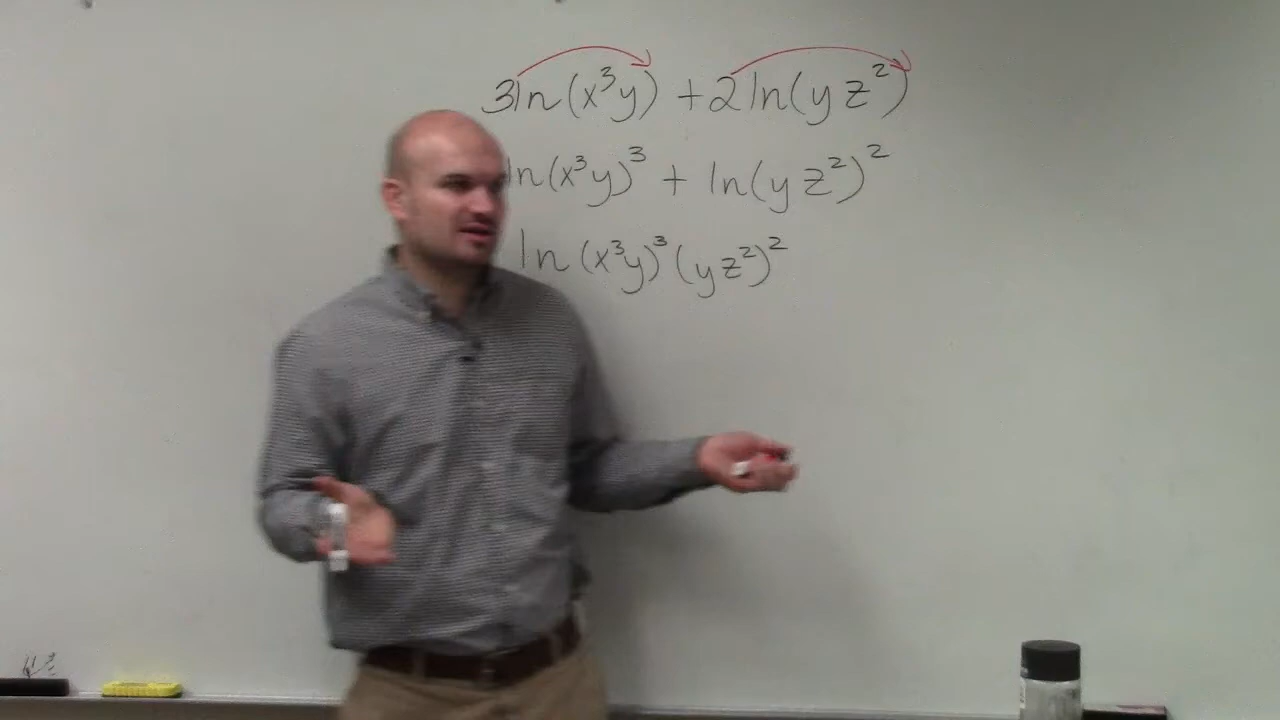 3ln(x³y) + 2ln(yz²)
ln(x³y)³ + ln(yz²)²
ln(x³y)³(yz²)²